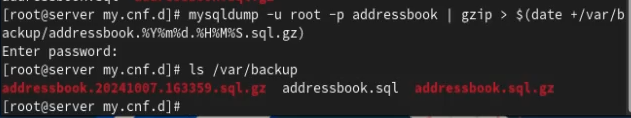 [root@server my.cnf.d]# mysqldump -u root -p addressbook | gzip > $(date +/var/b
ackup/addressbook.%Y%m%d.%H%M%S.sql.gz)
Enter password:
[root@server my.cnf.d]# ls /var/backup
addressbook.20241007.163359.sql.gz addressbook.sql addressbook.sql.gz
[root@server my.cnf.d]#